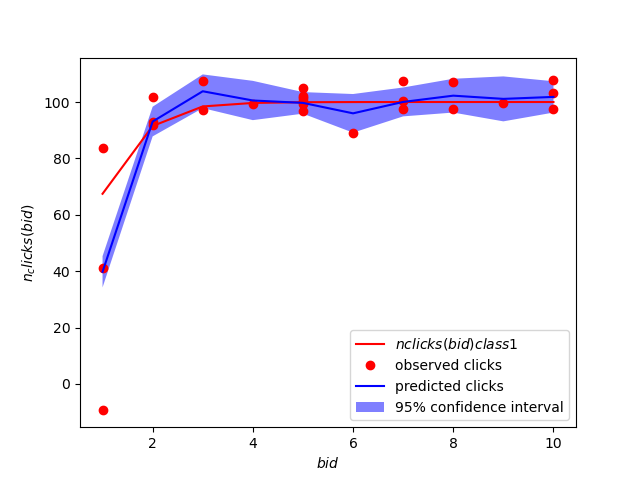 100
80
60
40
20
0
n_clicks(bid)
2
4
6
8
10
bid
nclicks(bid)class1
observed clicks
predicted clicks
95% confidence interval